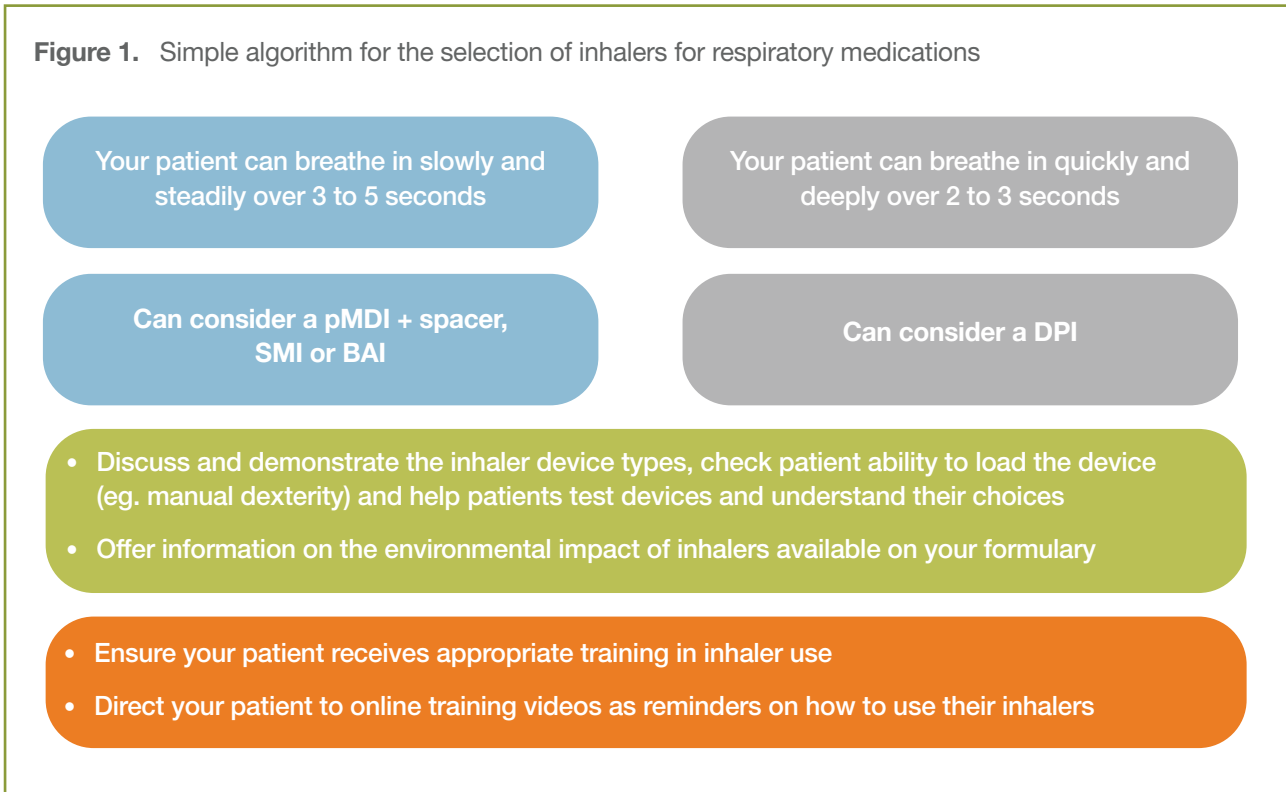 Figure 1. Simple algorithm for the selection of inhalers for respiratory medications
Your patient can breathe in slowly and
steadily over 3 to 5 seconds
Your patient can breathe in quickly and
deeply over 2 to 3 seconds
Can consider a pMDI + spacer,
SMI or BAI
Can consider a DPI
• Discuss and demonstrate the inhaler device types, check patient ability to load the device
(eg. manual dexterity) and help patients test devices and understand their choices
• Offer information on the environmental impact of inhalers available on your formulary
• Ensure your patient receives appropriate training in inhaler use
• Direct your patient to online training videos as reminders on how to use their inhalers